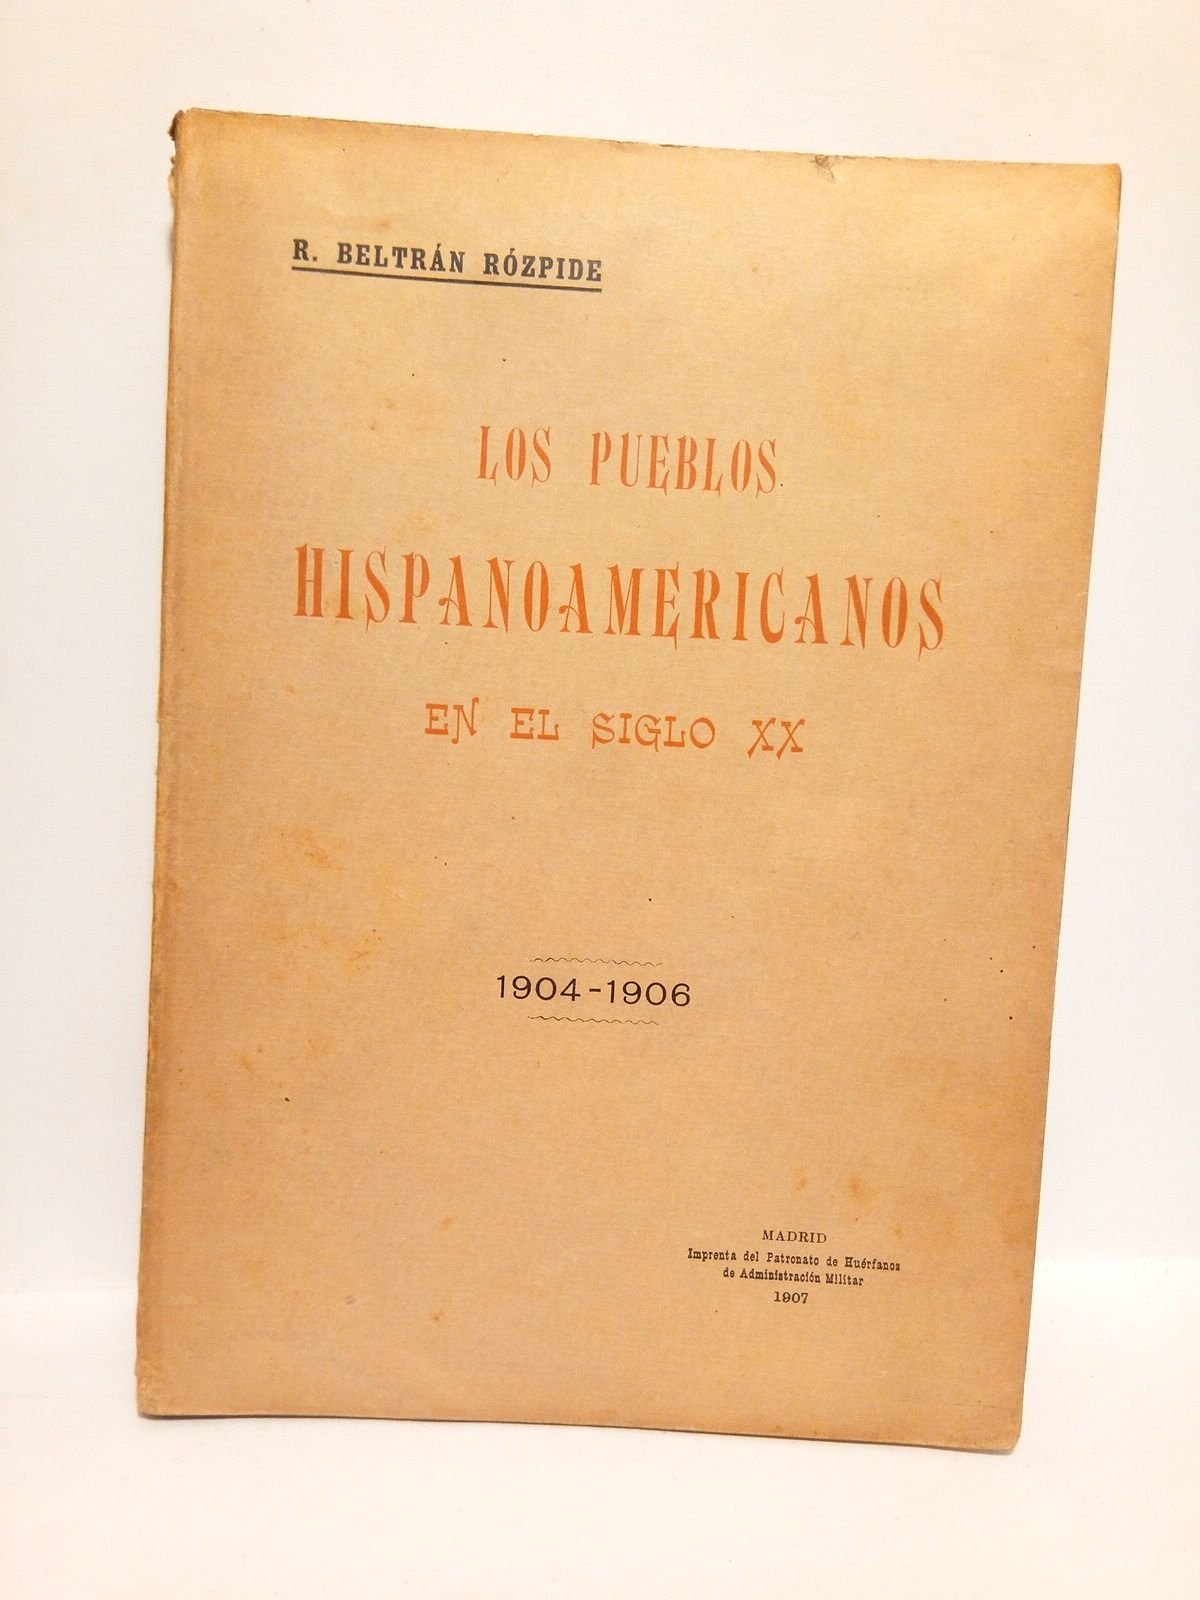 R. BELTRÁN RÓZPIDE
LOS PUEBLOS
HISPANOAMERICANOS
EN EL SIGLO XX
1904-1906
MADRID
Imprenta del Patronato de Huérfanos
de Administración Militar
1907